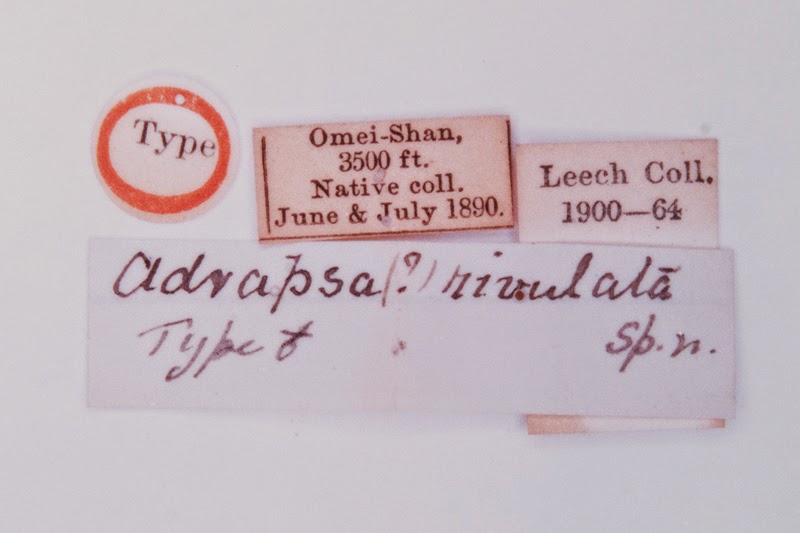 Type
Omei-Shan,
3500 ft.
Native coll.
June & July 1890.
Leech Coll.
1900—64
Adrapsa(?) rivulata
Type
Sp. n.